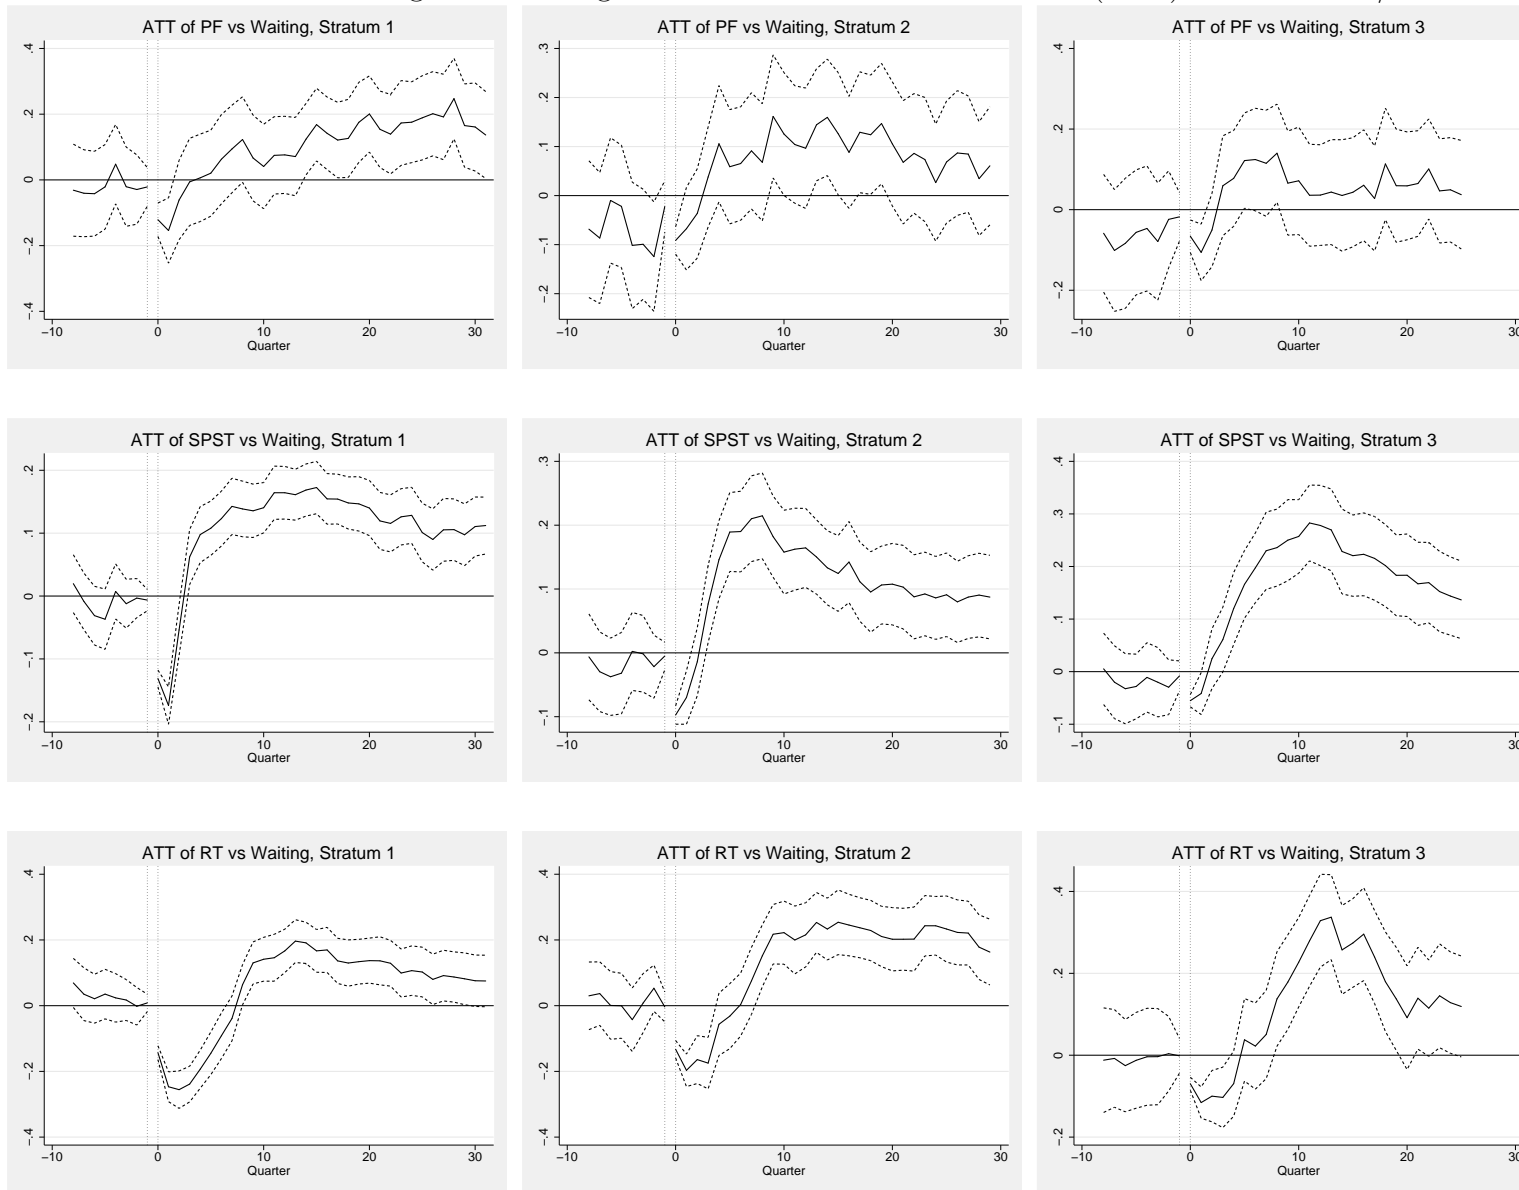 ATT of PF vs Waiting, Stratum 1
.4
.2
0
−.2
−.4
−10 0 10 20 30
Quarter
ATT of PF vs Waiting, Stratum 2
.3
.2
.1
0
−.1
−.2
−10 0 10 20 30
Quarter
ATT of PF vs Waiting, Stratum 3
.4
.2
0
−.2
−10 0 10 20 30
Quarter
ATT of SPST vs Waiting, Stratum 1
.2
.1
0
−.1
−.2
−10 0 10 20 30
Quarter
ATT of SPST vs Waiting, Stratum 2
.3
.2
.1
0
−.1
−10 0 10 20 30
Quarter
ATT of SPST vs Waiting, Stratum 3
.4
.3
.2
.1
0
−.1
−10 0 10 20 30
Quarter
ATT of RT vs Waiting, Stratum 1
.4
.2
0
−.2
−.4
−10 0 10 20 30
Quarter
ATT of RT vs Waiting, Stratum 2
.4
.2
0
−.2
−.4
−10 0 10 20 30
Quarter
ATT of RT vs Waiting, Stratum 3
.4
.2
0
−.2
−10 0 10 20 30
Quarter